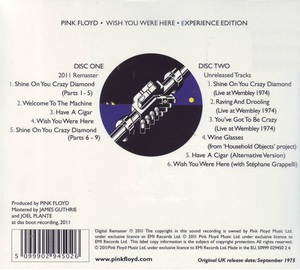 PINK FLOYD • WISH YOU WERE HERE • EXPERIENCE EDITION
DISC ONE
2011 Remaster
1. Shine On You Crazy Diamond
(Parts 1-5)
2. Welcome To The Machine
3. Have A Cigar
4. Wish You Were Here
5. Shine On You Crazy Diamond
(Parts 6-9)
DISC TWO
Unreleased Tracks
1. Shine On You Crazy Diamond
(Live at Wembley 1974)
2. Raving And Drooling
(Live at Wembley 1974)
3. You've Got To Be Crazy
(Live at Wembley 1974)
4. Wine Glasses
(from 'Household Objects' project)
5. Have A Cigar (Alternative Version)
6. Wish You Were Here (with Stéphane Grappelli)
Produced by PINK FLOYD
Mastered by JAMES GUTHRIE
and JOEL PLANTE
at das boot recording, 2011
5 099902 945026
www.pinkfloyd.com
Original UK release date: September 1975